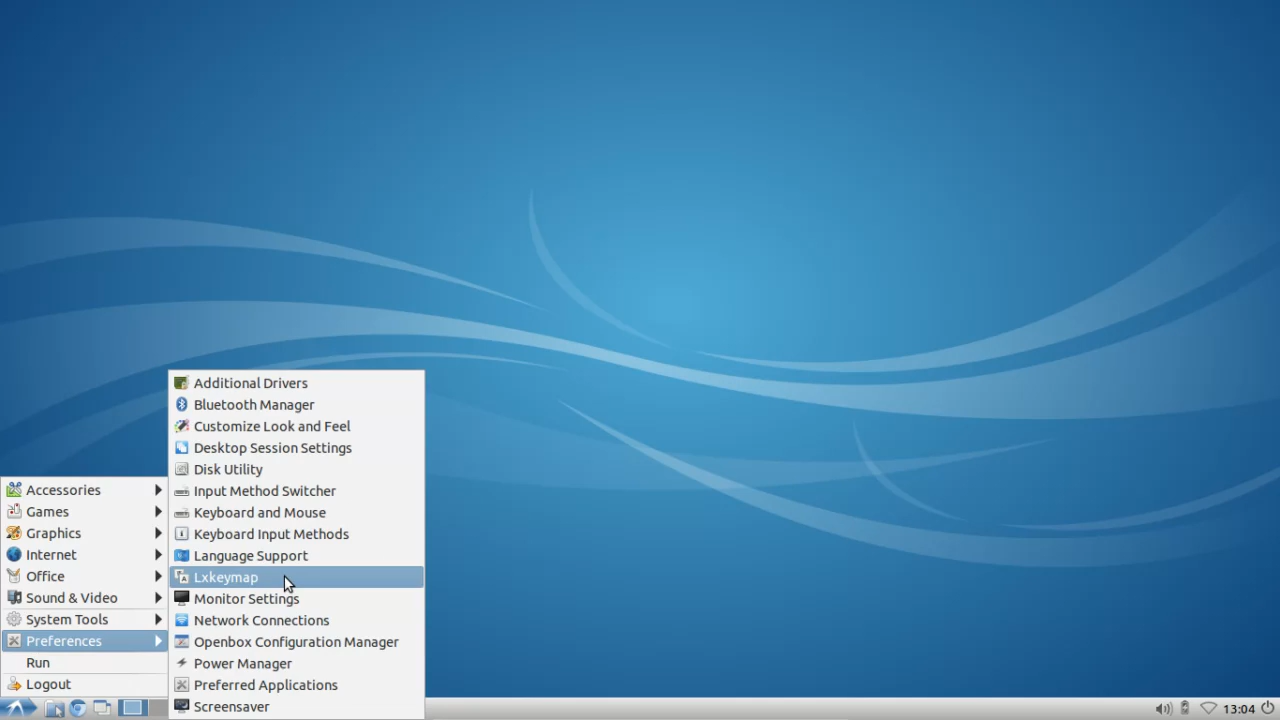 Additional Drivers
Bluetooth Manager
Customize Look and Feel
Desktop Session Settings
Disk Utility
Input Method Switcher
Keyboard and Mouse
Keyboard Input Methods
Language Support
Lxkeymap
Monitor Settings
Network Connections
Openbox Configuration Manager
Power Manager
Preferred Applications
Screensaver
Accessories
Games
Graphics
Internet
Office
Sound & Video
System Tools
Preferences
Run
Logout
13:04